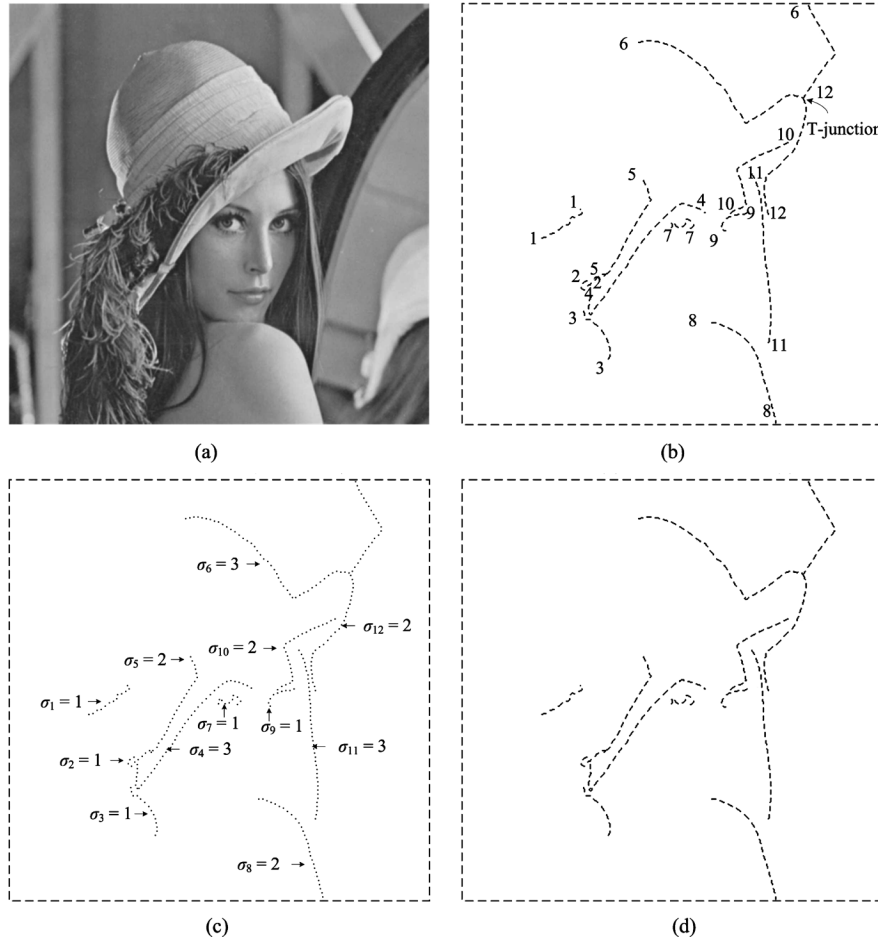 6
6
12
T-junction
10
11
5
4
1
10
9
12
1
7
7
9
5
2
2
4
3
8
11
3
8
(a)
(b)
σ6 = 3
σ12 = 2
σ10 = 2
σ5 = 2
σ1 = 1
σ7 = 1
σ9 = 1
σ4 = 3
σ11 = 3
σ2 = 1
σ3 = 1
σ8 = 2
(c)
(d)